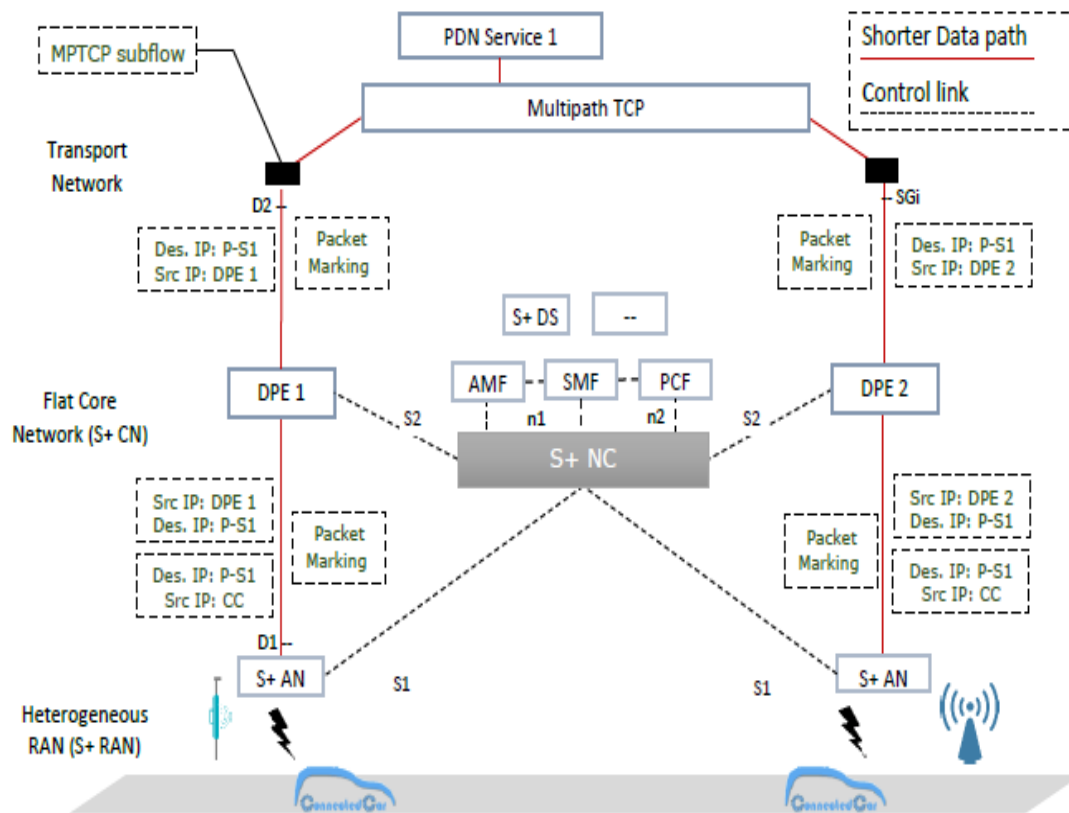 PDN Service 1
Shorter Data path
MPTCP subflow
Control link
Multipath TCP
Transport
Network
D2
SGi
Des. IP: P-S1
Src IP: DPE 1
Packet
Marking
Packet
Marking
Des. IP: P-S1
Src IP: DPE 2
S+ DS
--
AMF
SMF
PCF
DPE 1
DPE 2
Flat Core
Network (S+ CN)
S2
n1
n2
S2
S+ NC
Src IP: DPE 1
Des. IP: P-S1
Packet
Marking
Des. IP: P-S1
Src IP: CC
Src IP: DPE 2
Des. IP: P-S1
Packet
Marking
Des. IP: P-S1
Src IP: CC
D1
S+ AN
S1
S1
S+ AN
Heterogeneous
RAN (S+ RAN)
ConnectedCar
ConnectedCar